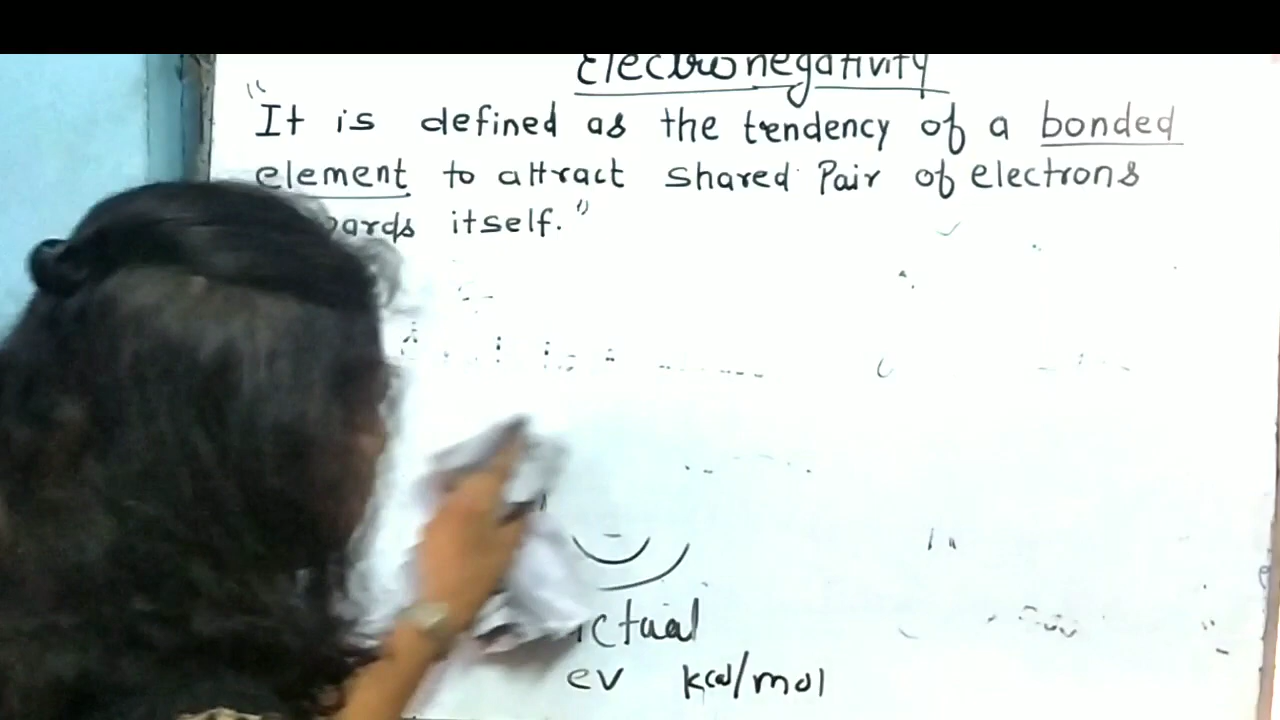 Electronegativity
"It is defined as the tendency of a bonded
element to attract shared Pair of electrons
itself."
ev kcal/mol